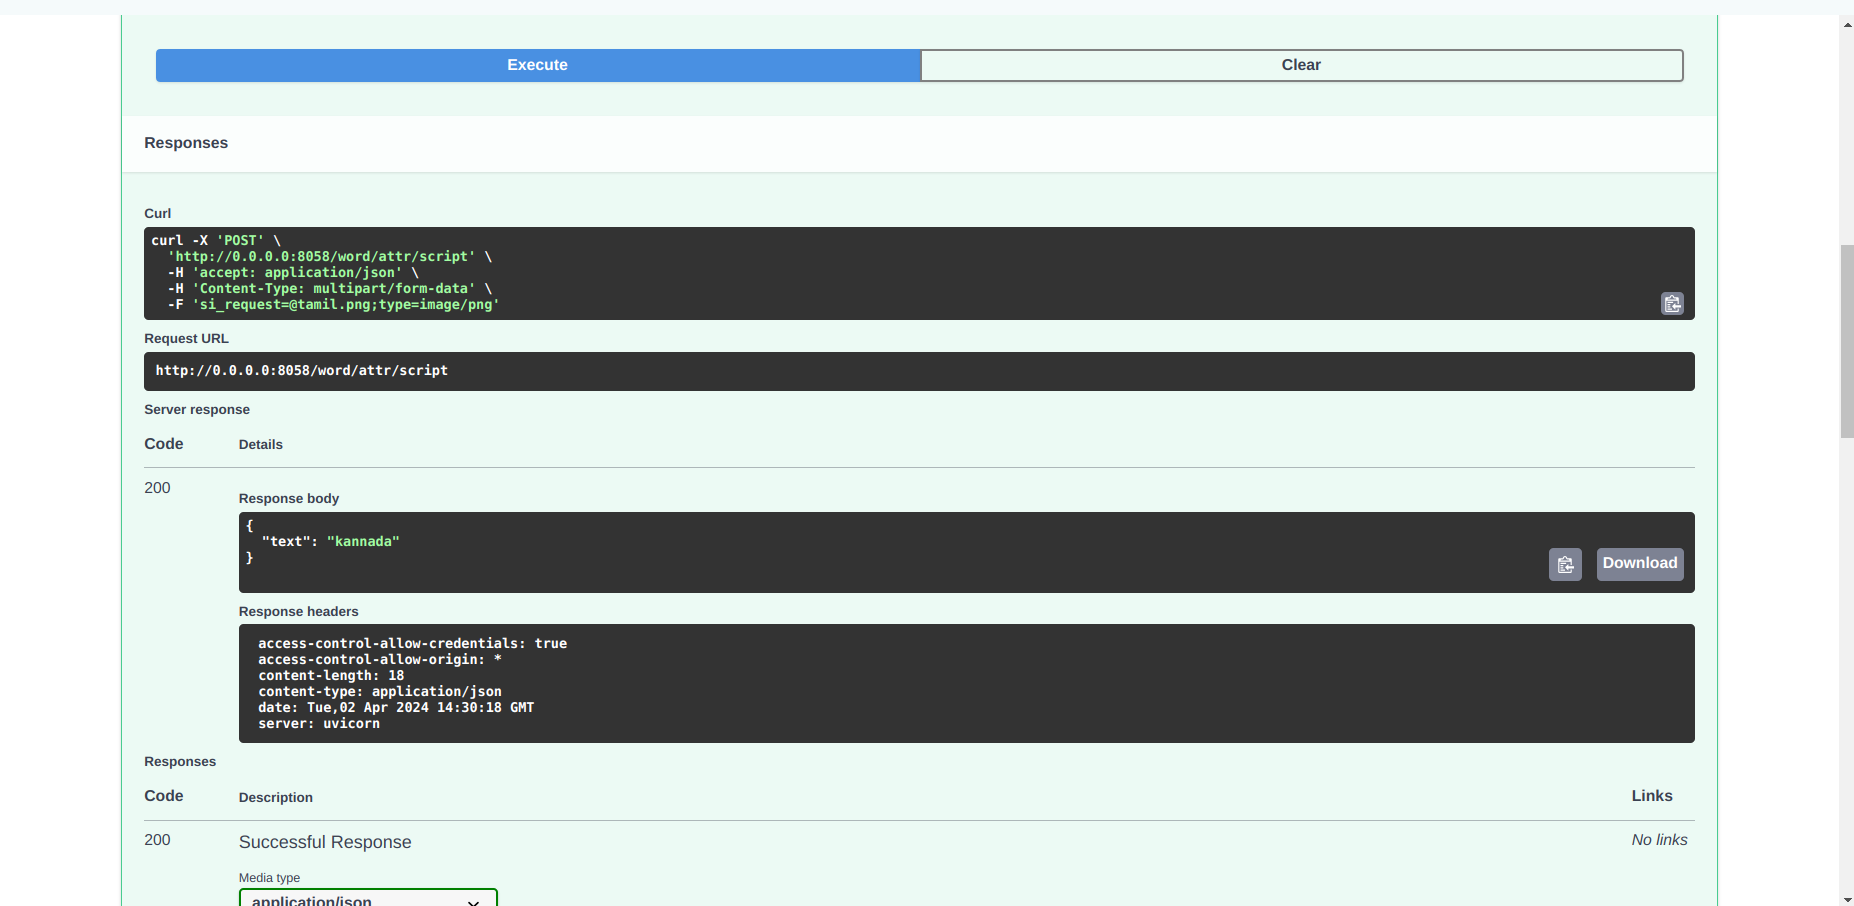 Execute
Clear
Responses
Curl
curl -X 'POST' \
'http://0.0.0.0:8058/word/attr/script' \
-H 'accept: application/json' \
-H 'Content-Type: multipart/form-data' \
-F 'si_request=@tamil.png;type=image/png'
Request URL
http://0.0.0.0:8058/word/attr/script
Server response
Code Details
200
Response body
{
"text": "kannada"
}
Download
Response headers
access-control-allow-credentials: true
access-control-allow-origin: *
content-length: 18
content-type: application/json
date: Tue,02 Apr 2024 14:30:18 GMT
server: uvicorn
Responses
Code Description Links
200 Successful Response No links
Media type
application/json